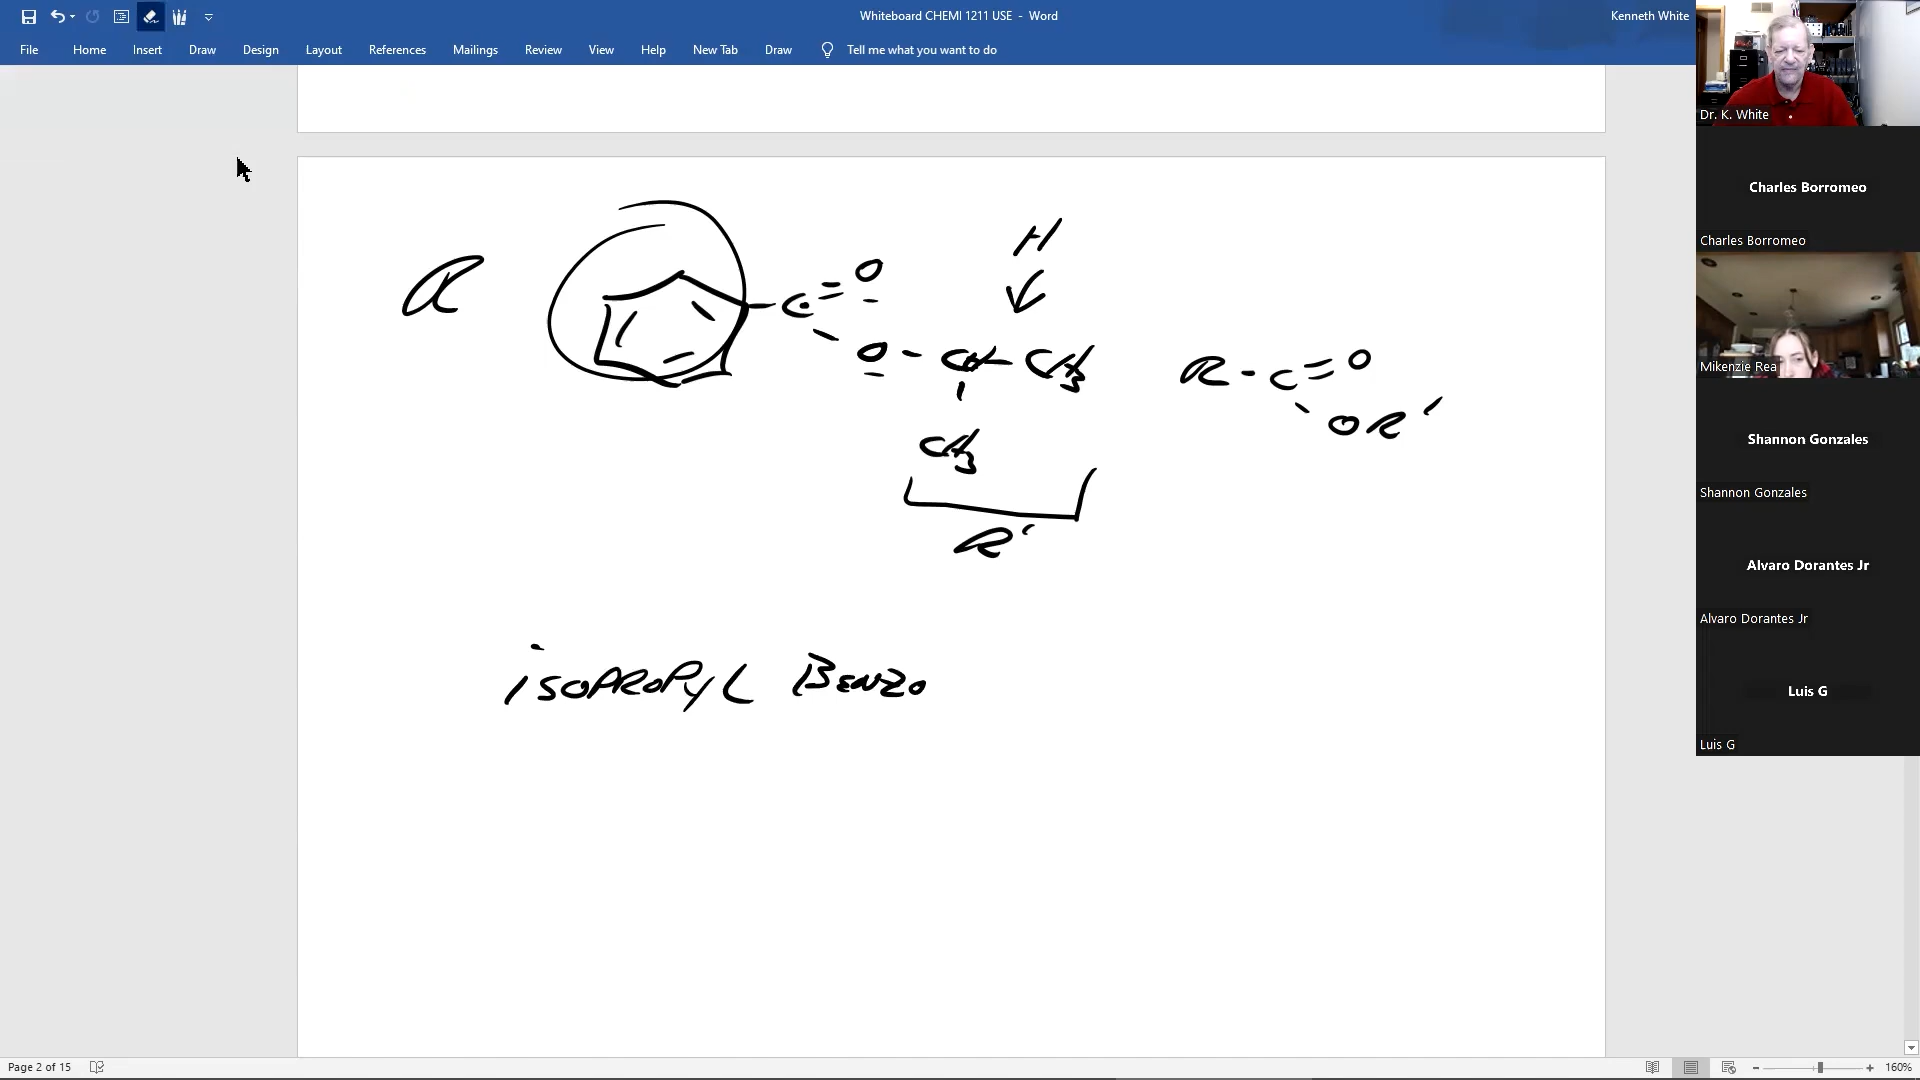 Whiteboard CHEMI 1211 USE - Word
Kenneth White
File Home Insert Draw Design Layout References Mailings Review View Help New Tab Draw Tell me what you want to do
Dr. K. White
Charles Borromeo
Charles Borromeo
Mikenzie Rea
Shannon Gonzales
Shannon Gonzales
Alvaro Dorantes Jr
Alvaro Dorantes Jr
Luis G
Luis G
H
R
C = O
O - CH - CH3
CH3
R'
R - C = O
OR'
isoPROPYL BENZO
Page 2 of 15
160%